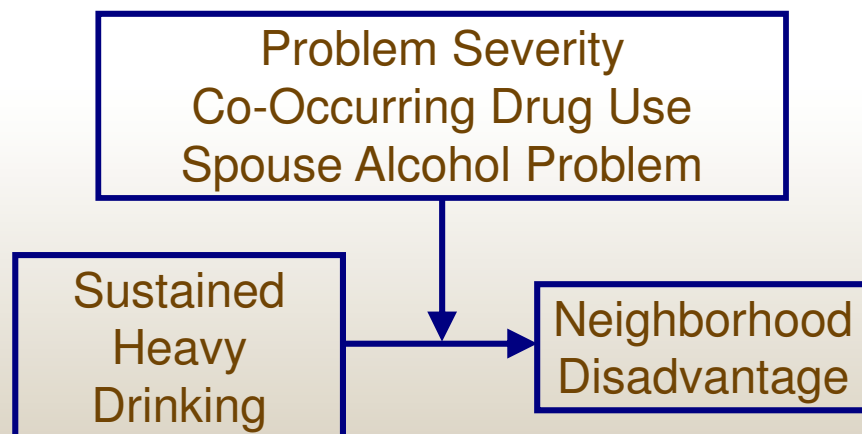 Problem Severity
Co-Occurring Drug Use
Spouse Alcohol Problem
Sustained
Heavy
Drinking
Neighborhood
Disadvantage